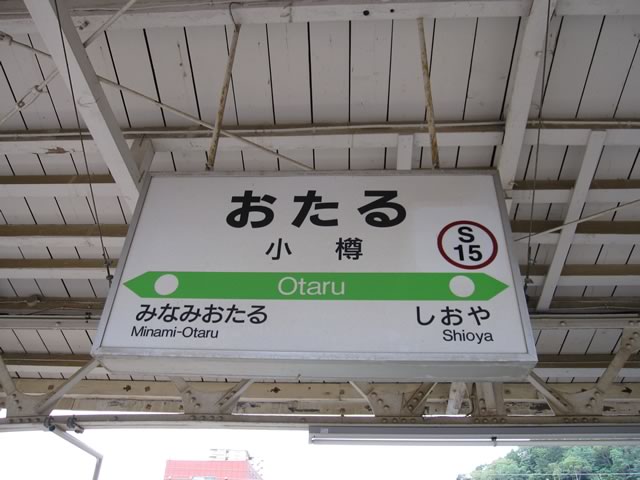 おたる
小樽
S
15
Otaru
みなみおたる
Minami-Otaru
しおや
Shioya